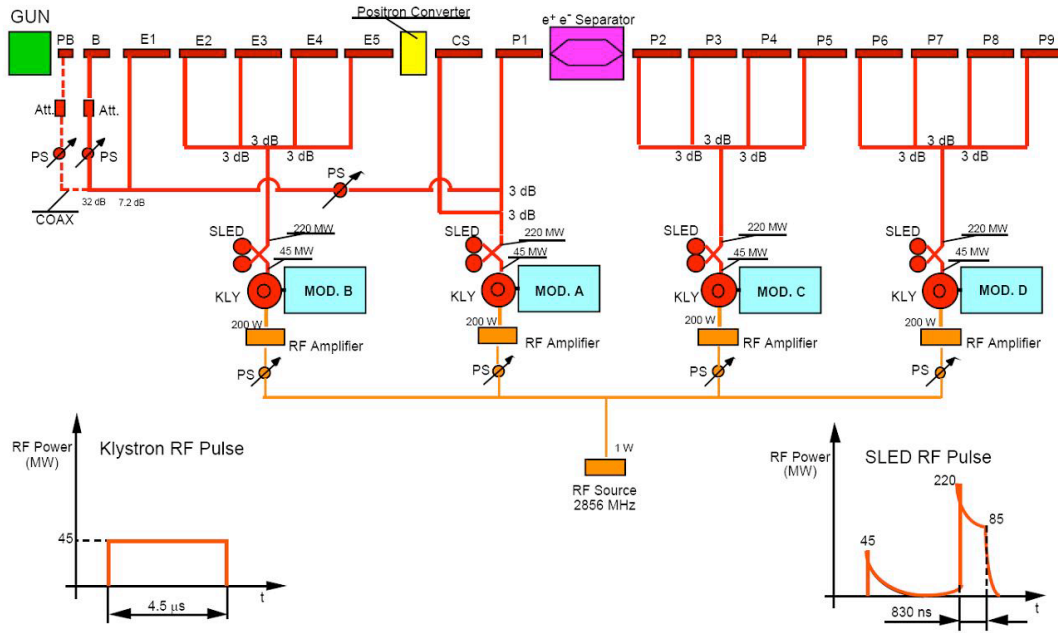 Positron Converter
GUN
e⁺ e⁻ Separator
PB B E1 E2 E3 E4 E5 CS P1 P2 P3 P4 P5 P6 P7 P8 P9
Att. Att.
3 dB 3 dB 3 dB
PS PS
3 dB 3 dB 3 dB 3 dB 3 dB 3 dB
PS
3 dB
32 dB 7.2 dB
COAX
3 dB
SLED 220 MW SLED 220 MW SLED 220 MW SLED 220 MW
45 MW 45 MW 45 MW 45 MW
KLY MOD. B KLY MOD. A KLY MOD. C KLY MOD. D
200 W 200 W 200 W 200 W
RF Amplifier RF Amplifier RF Amplifier RF Amplifier
PS PS PS PS
1 W
RF Source
2856 MHz
RF Power
(MW)
Klystron RF Pulse
45
4.5 µs
t
RF Power
(MW)
SLED RF Pulse
220
85
45
830 ns
t